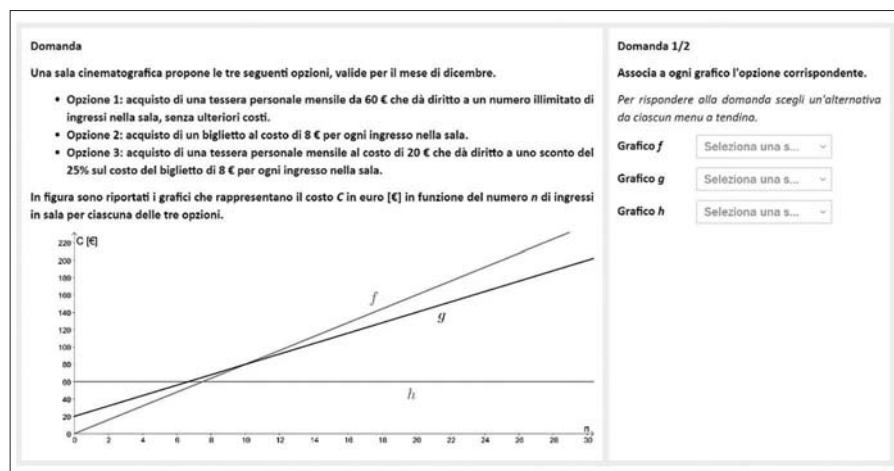 Domanda
Una sala cinematografica propone le tre seguenti opzioni, valide per il mese di dicembre.
• Opzione 1: acquisto di una tessera personale mensile da 60 € che dà diritto a un numero illimitato di
ingressi nella sala, senza ulteriori costi.
• Opzione 2: acquisto di un biglietto al costo di 8 € per ogni ingresso nella sala.
• Opzione 3: acquisto di una tessera personale mensile al costo di 20 € che dà diritto a uno sconto del
25% sul costo del biglietto di 8 € per ogni ingresso nella sala.
In figura sono riportati i grafici che rappresentano il costo C in euro [€] in funzione del numero n di ingressi
in sala per ciascuna delle tre opzioni.
C [€]
220
200
180
160
140
120
100
80
60
40
20
0
f
g
h
0 2 4 6 8 10 12 14 16 18 20 22 24 26 28 30
n
Domanda 1/2
Associa a ogni grafico l'opzione corrispondente.
Per rispondere alla domanda scegli un'alternativa
da ciascun menu a tendina.
Grafico f Seleziona una s...
Grafico g Seleziona una s...
Grafico h Seleziona una s...